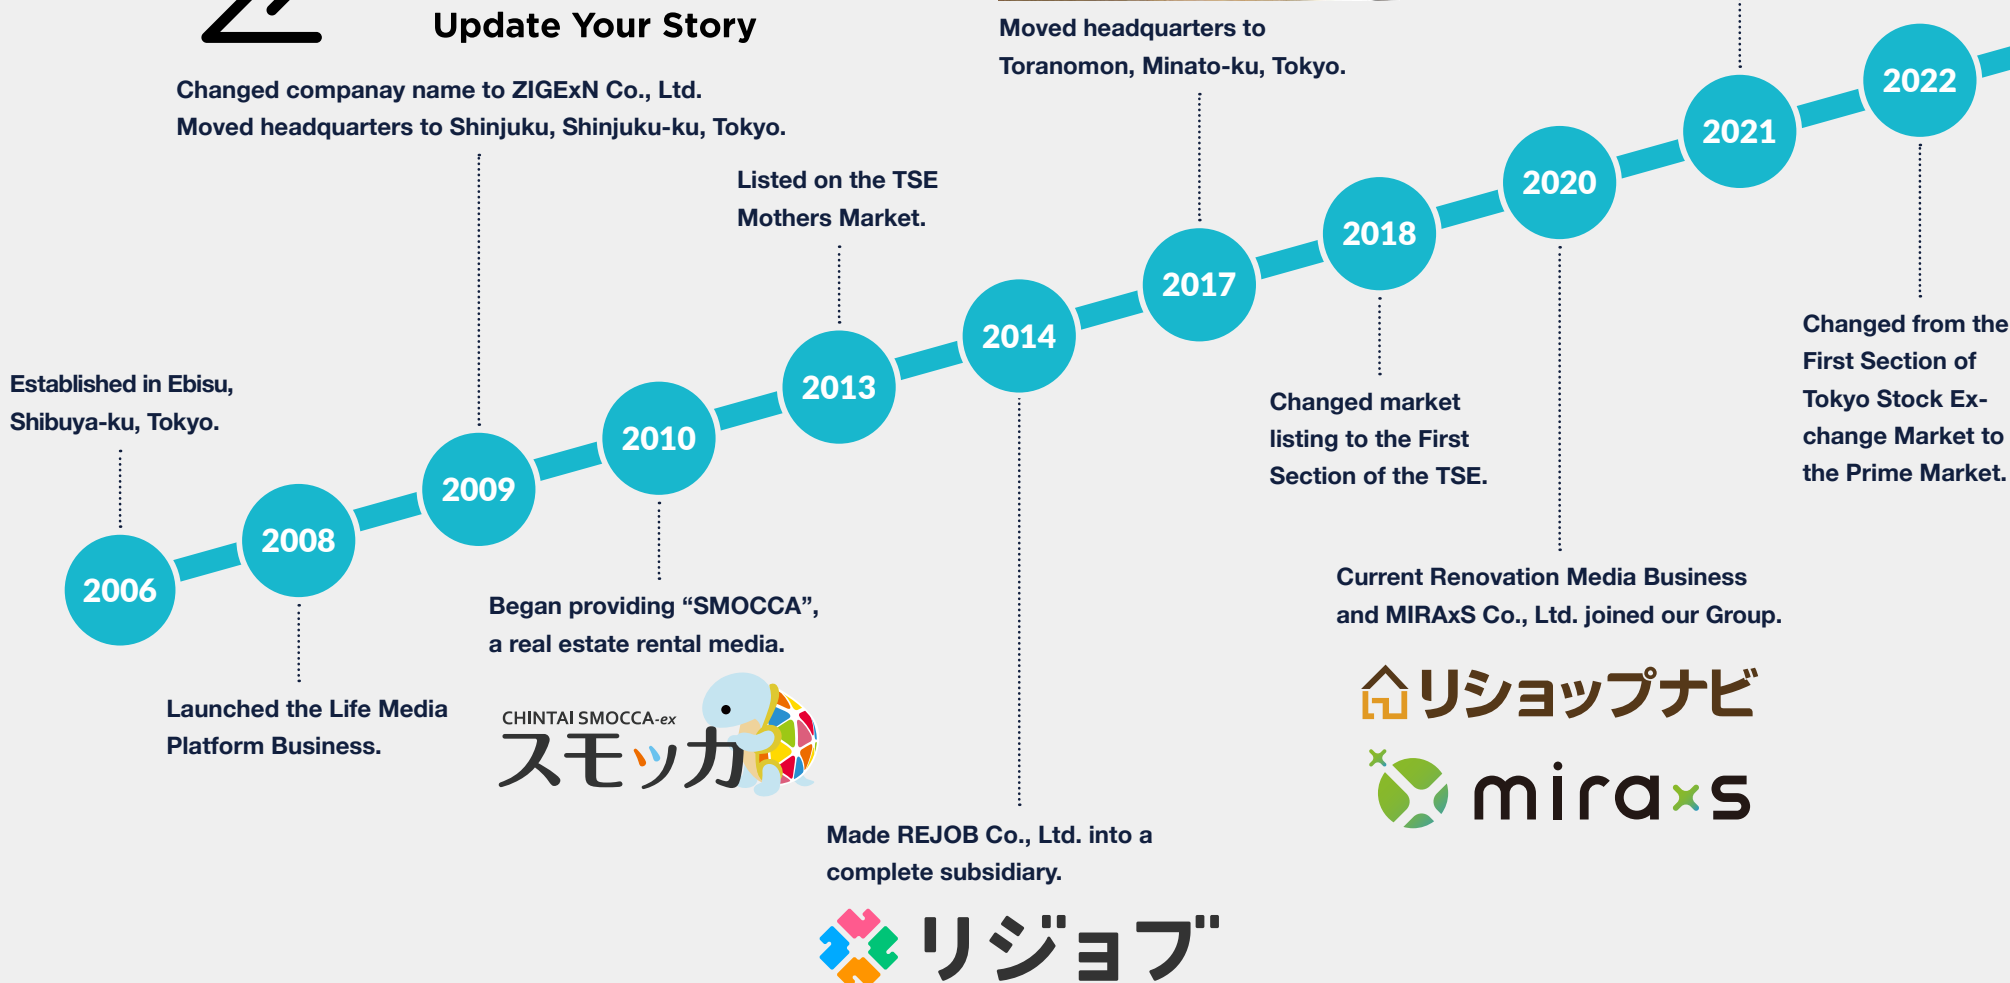 Update Your Story
Changed companay name to ZIGExN Co., Ltd.
Moved headquarters to Shinjuku, Shinjuku-ku, Tokyo.
Moved headquarters to
Toranomon, Minato-ku, Tokyo.
Listed on the TSE
Mothers Market.
Established in Ebisu,
Shibuya-ku, Tokyo.
2006
2008
2009
2010
2013
2014
2017
2018
2020
2021
2022
Launched the Life Media
Platform Business.
Began providing “SMOCCA”,
a real estate rental media.
CHINTAI SMOCCA-ex
スモッカ
Made REJOB Co., Ltd. into a
complete subsidiary.
リジョブ
Changed market
listing to the First
Section of the TSE.
Current Renovation Media Business
and MIRAxS Co., Ltd. joined our Group.
リショップナビ
miraxs
Changed from the
First Section of
Tokyo Stock Ex-
change Market to
the Prime Market.